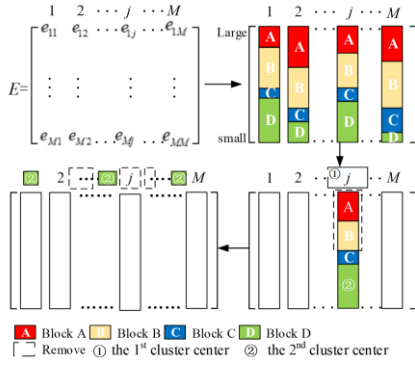 1 2 ··· j ··· M
e11 e12 ··· e1j ··· e1M
E=
eM1 eM2 ··· eMj ··· eMM
1 2 ··· j ··· M
Large
A A A A
B B B B
C C C C
D D D D
small
② 2 ··· ② j ··· ② M
1 2 ··· ① j ··· M
A
B
C
②
A Block A B Block B C Block C D Block D
Remove ① the 1st cluster center ② the 2nd cluster center